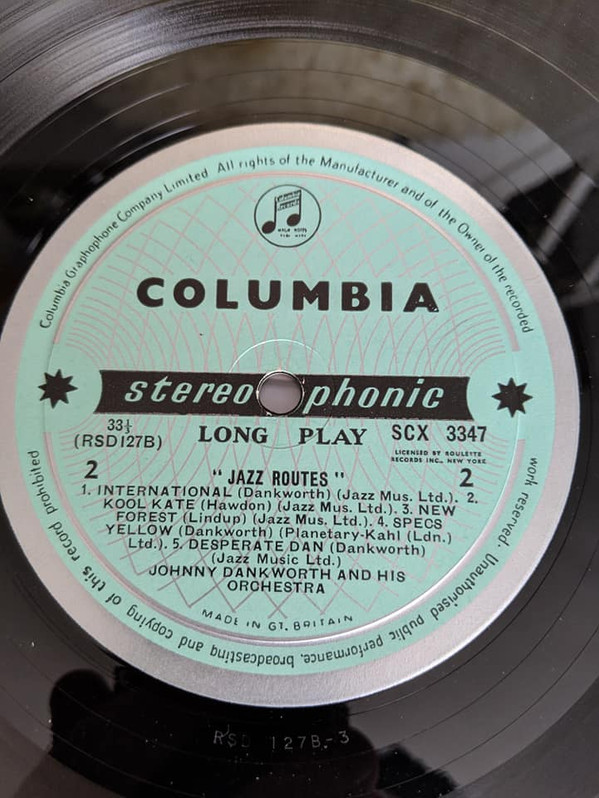 Columbia Graphophone Company Limited All rights of the Manufacturer and of the Owner of the recorded
work reserved. Unauthorised public performance, broadcasting and copying of this record prohibited
Columbia
Records
COLUMBIA
stereophonic
33⅓
(RSD127B)
LONG PLAY
SCX 3347
LICENSED BY ROULETTE
RECORDS INC., NEW YORK
2
"JAZZ ROUTES"
2
1. INTERNATIONAL (Dankworth) (Jazz Mus. Ltd.). 2.
KOOL KATE (Hawdon) (Jazz Mus. Ltd.). 3. NEW
FOREST (Lindup) (Jazz Mus. Ltd.). 4. SPECS
YELLOW (Dankworth) (Planetary-Kahl (Ldn.)
Ltd.). 5. DESPERATE DAN (Dankworth)
(Jazz Music Ltd.)
JOHNNY DANKWORTH AND HIS
ORCHESTRA
MADE IN GT. BRITAIN
RSD 127B.-3